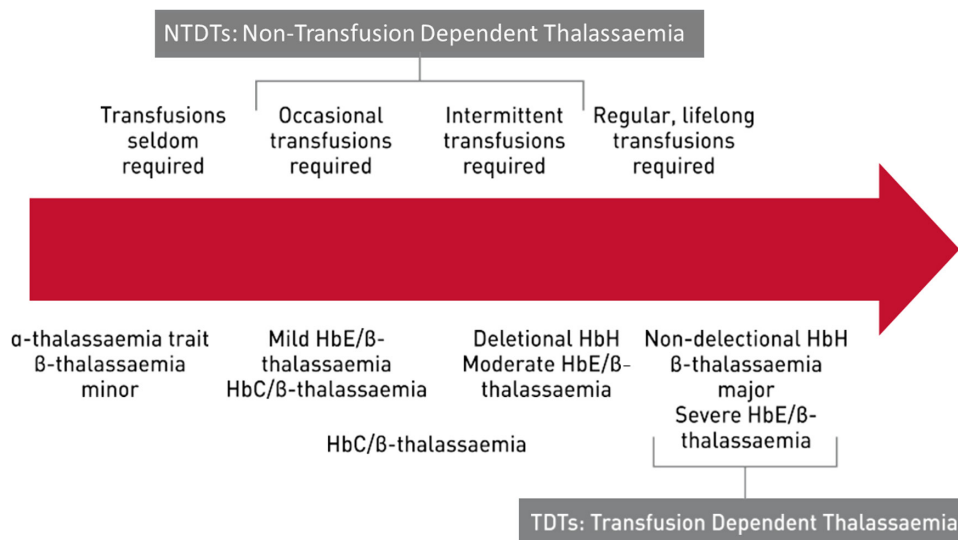 NTDTs: Non-Transfusion Dependent Thalassaemia
Transfusions
seldom
required
Occasional
transfusions
required
Intermittent
transfusions
required
Regular, lifelong
transfusions
required
α-thalassaemia trait
ß-thalassaemia
minor
Mild HbE/ß-
thalassaemia
HbC/ß-thalassaemia
Deletional HbH
Moderate HbE/ß-
thalassaemia
Non-delectional HbH
ß-thalassaemia
major
Severe HbE/ß-
thalassaemia
HbC/ß-thalassaemia
TDTs: Transfusion Dependent Thalassaemia